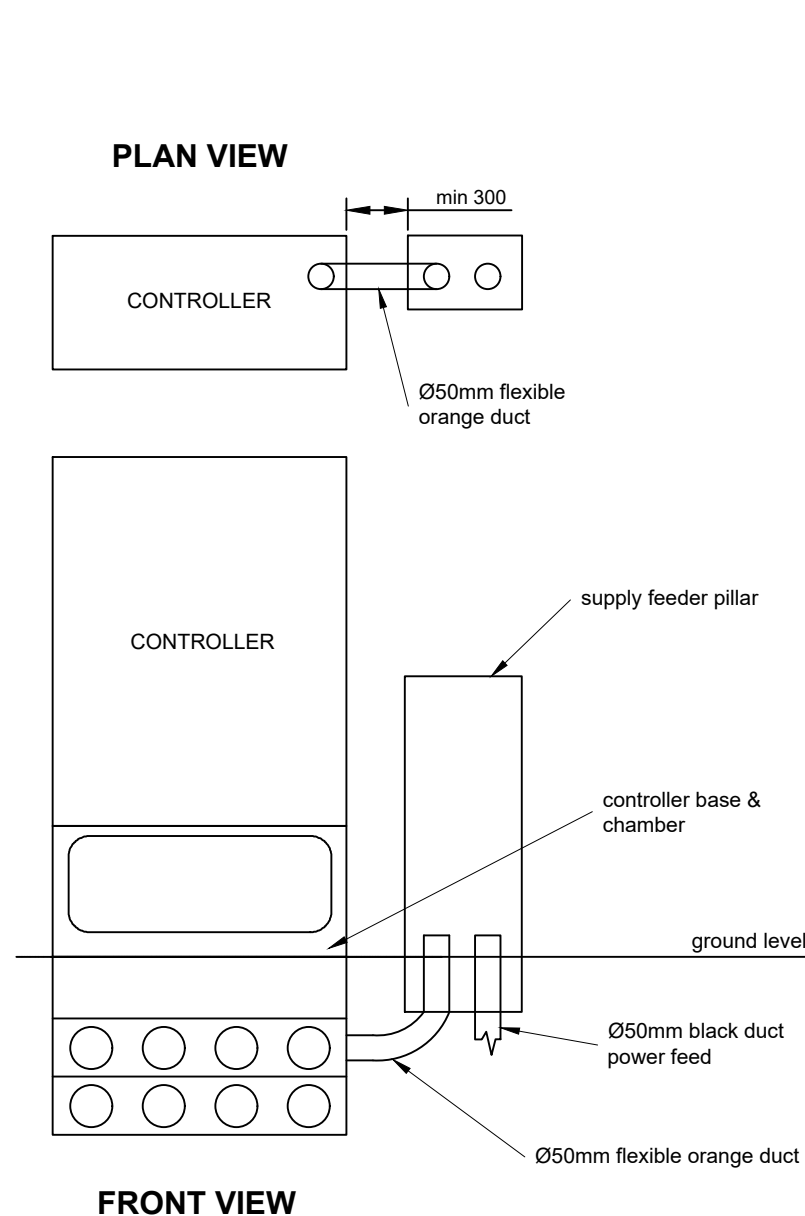 PLAN VIEW
min 300
CONTROLLER
Ø50mm flexible
orange duct
supply feeder pillar
CONTROLLER
controller base &
chamber
ground level
Ø50mm black duct
power feed
Ø50mm flexible orange duct
FRONT VIEW